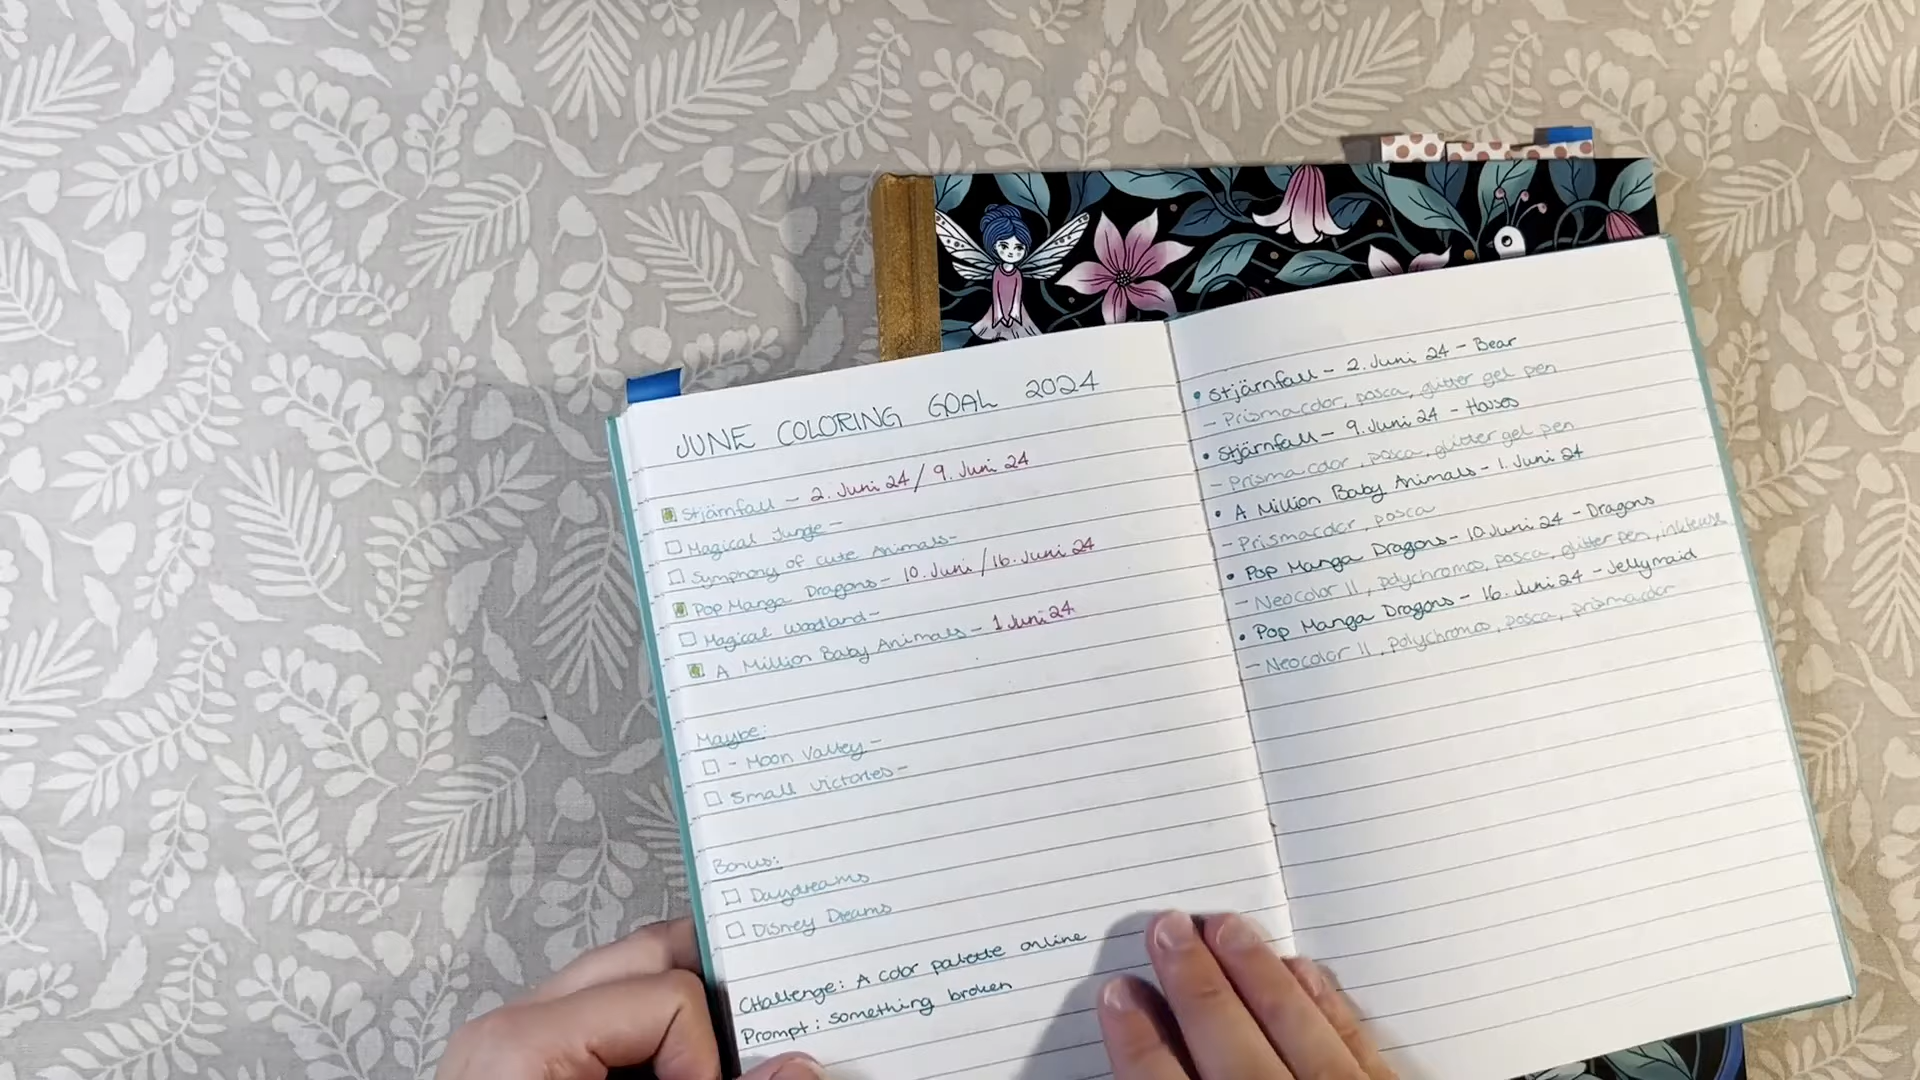 JUNE COLORING GOAL 2024
Stjärnfall - 2. Juni 24 / 9. Juni 24
Magical Jungle -
Symphony of cute Animals -
Pop Manga Dragons - 10. Juni / 16. Juni 24
Magical Woodland -
A Million Baby Animals - 1 Juni 24
Maybe:
- Moon Valley -
Small victories -
Bonus:
Daydreams
Disney Dreams
Challenge: A color palette online
Prompt: something broken
• Stjärnfall - 2. Juni 24 - Bear
- Prismacolor, posca, glitter gel pen
• Stjärnfall - 9. Juni 24 - Houses
- Prismacolor, posca, glitter gel pen
• A Million Baby Animals - 1. Juni 24
- Prismacolor, posca
• Pop Manga Dragons - 10 Juni 24 - Dragons
- Neocolor II, polychromos, posca, glitter pen, inktense
• Pop Manga Dragons - 16. Juni 24 - Jellymaid
- Neocolor II, polychromos, posca, prismacolor